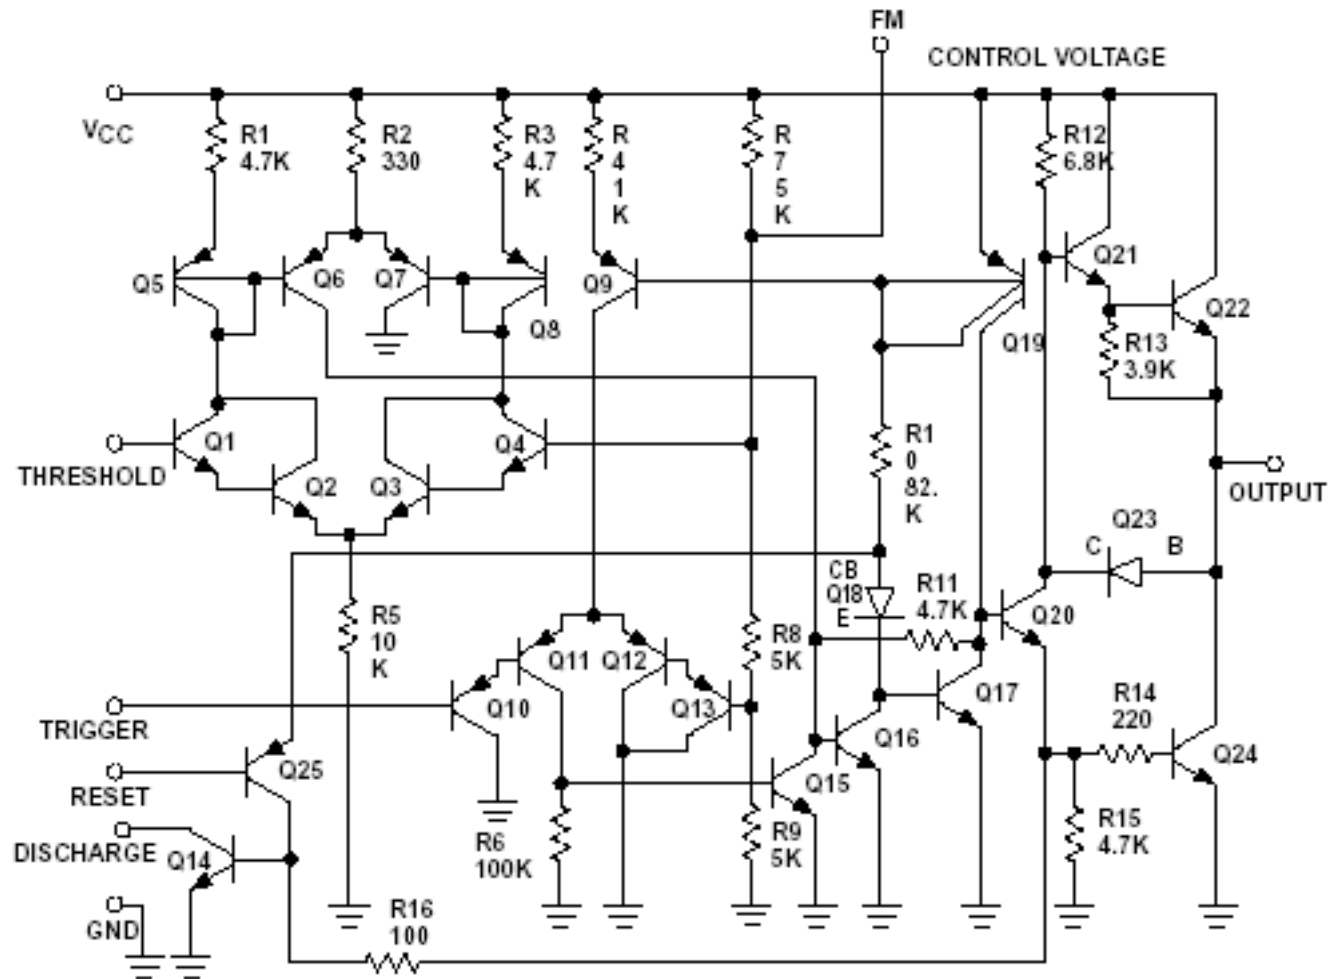 FM
CONTROL VOLTAGE
VCC
R1
4.7K
R2
330
R3
4.7
K
R
4
1
K
R
7
5
K
R12
6.8K
Q5
Q6
Q7
Q8
Q9
Q19
Q21
Q22
R13
3.9K
THRESHOLD
Q1
Q2
Q3
Q4
R1
0
82.
K
OUTPUT
Q23
C
B
CB
Q18
E
R11
4.7K
Q20
R5
10
K
Q11
Q12
R8
5K
TRIGGER
Q10
Q13
Q17
R14
220
Q25
Q16
Q24
RESET
Q15
DISCHARGE
Q14
R6
100K
R9
5K
R15
4.7K
GND
R16
100